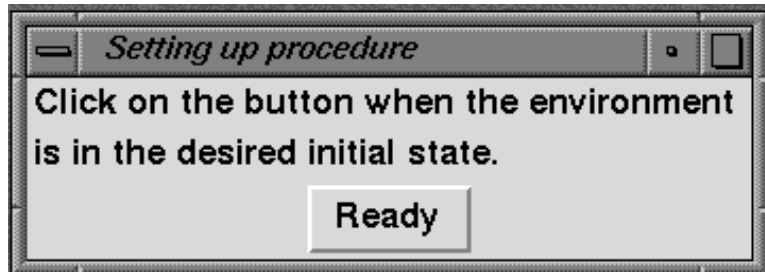 Setting up procedure
Click on the button when the environment
is in the desired initial state.
Ready